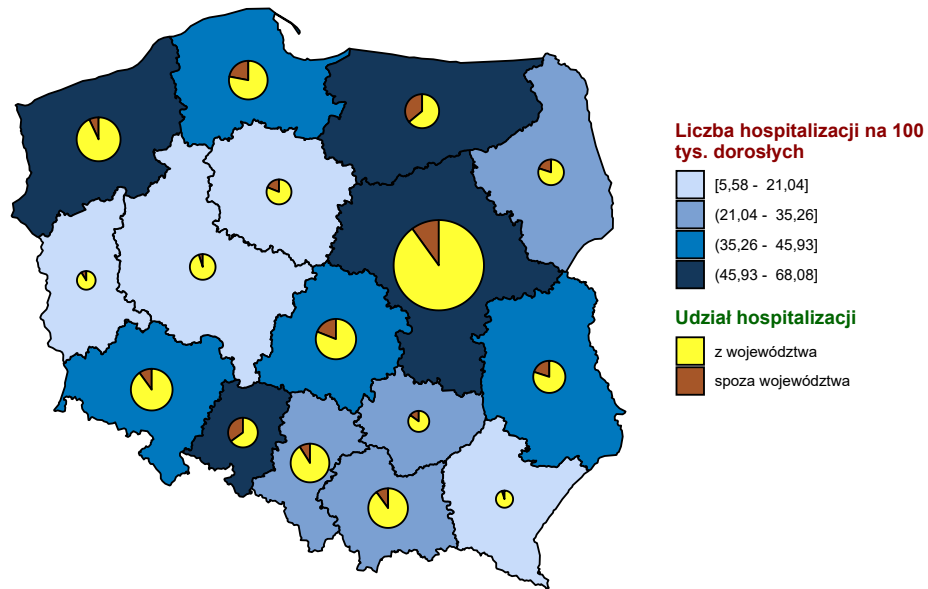 Liczba hospitalizacji na 100
tys. dorosłych
[5,58 - 21,04]
(21,04 - 35,26]
(35,26 - 45,93]
(45,93 - 68,08]
Udział hospitalizacji
z województwa
spoza województwa